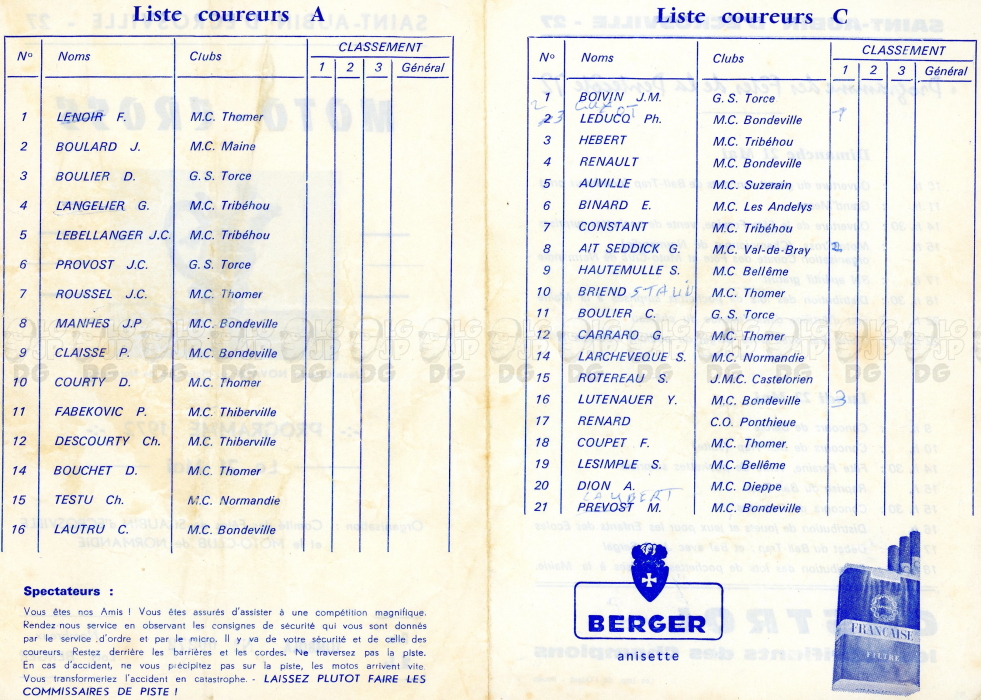 Liste coureurs A
N° Noms Clubs CLASSEMENT
1 2 3 Général
1 LENOIR F. M.C. Thomer
2 BOULARD J. M.C. Maine
3 BOULIER D. G.S. Torce
4 LANGELIER G. M.C. Tribéhou
5 LEBELLANGER J.C. M.C. Tribéhou
6 PROVOST J.C. G.S. Torce
7 ROUSSEL J.C. M.C. Thomer
8 MANHES J.P M.C. Bondeville
9 CLAISSE P. M.C. Bondeville
10 COURTY D. M.C. Thomer
11 FABEKOVIC P. M.C. Thiberville
12 DESCOURTY Ch. M.C. Thiberville
14 BOUCHET D. M.C. Thomer
15 TESTU Ch. M.C. Normandie
16 LAUTRU C. M.C. Bondeville
Spectateurs :
Vous êtes nos Amis ! Vous êtes assurés d'assister à une compétition magnifique.
Rendez nous service en observant les consignes de sécurité qui vous sont donnés
par le service d'ordre et par le micro. Il y va de votre sécurité et de celle des
coureurs. Restez derrière les barrières et les cordes. Ne traversez pas la piste.
En cas d'accident, ne vous précipitez pas sur la piste, les motos arrivent vite.
Vous transformeriez l'accident en catastrophe. - LAISSEZ PLUTOT FAIRE LES
COMMISSAIRES DE PISTE !
Liste coureurs C
N° Noms Clubs CLASSEMENT
1 2 3 Général
1 BOIVIN J.M. G.S. Torce
2 LEDUCQ Ph. M.C. Bondeville 1
3 HEBERT M.C. Tribéhou
4 RENAULT M.C. Bondeville
5 AUVILLE M.C. Suzerain
6 BINARD E. M.C. Les Andelys
7 CONSTANT M.C. Tribéhou
8 AIT SEDDICK G. M.C. Val-de-Bray 2
9 HAUTEMULLE S. M.C Bellême
10 BRIEND M.C. Thomer
11 BOULIER C. G.S. Torce
12 CARRARO G. M.C. Thomer
14 LARCHEVEQUE S. M.C. Normandie
15 ROTEREAU S. J.M.C. Castelorien
16 LUTENAUER Y. M.C. Bondeville 3
17 RENARD C.O. Ponthieue
18 COUPET F. M.C. Thomer.
19 LESIMPLE S. M.C. Bellême
20 DION A. M.C. Dieppe
LAMBERT
21 PREVOST M. M.C. Bondeville
BERGER
anisette
FRANÇAISE
FILTRE
LG
JP
DG